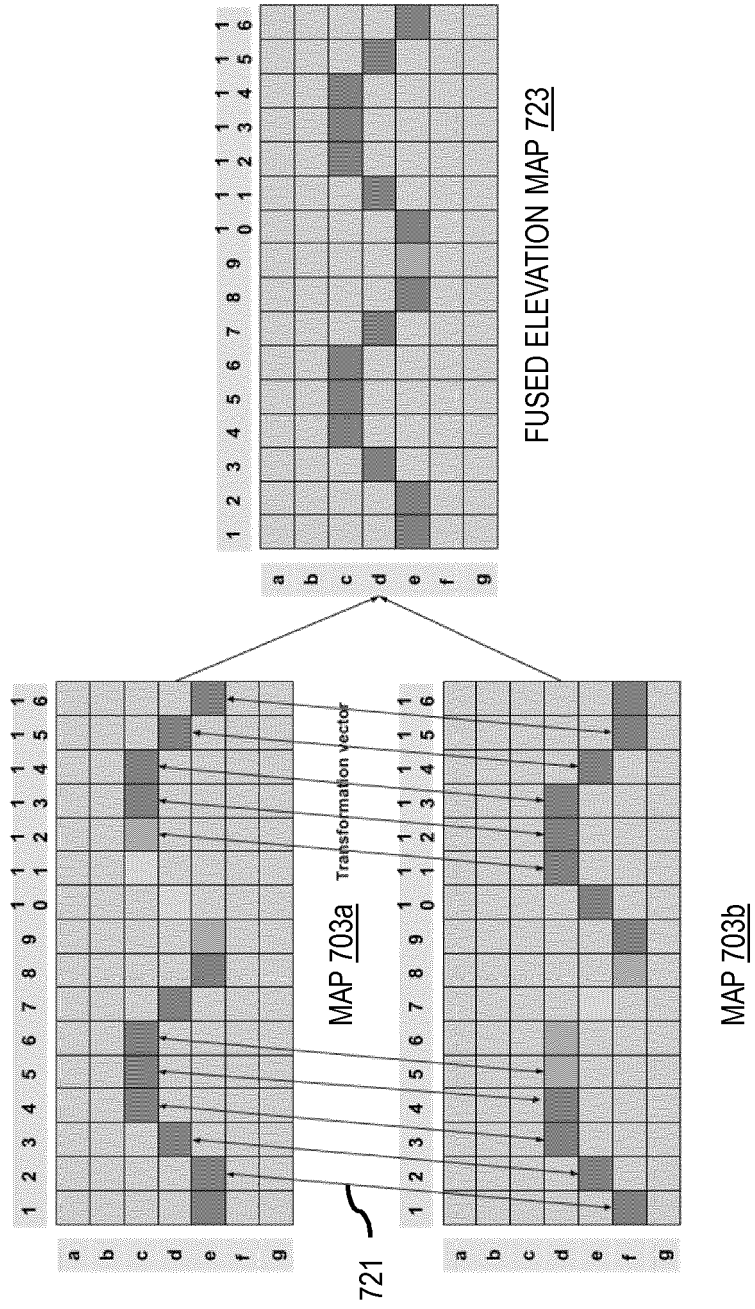 1 2 3 4 5 6 7 8 9 10 11 12 13 14 15 16
a
b
c
d
e
f
g
MAP 703a
Transformation vector
721
1 2 3 4 5 6 7 8 9 10 11 12 13 14 15 16
a
b
c
d
e
f
g
MAP 703b
1 2 3 4 5 6 7 8 9 10 11 12 13 14 15 16
a
b
c
d
e
f
g
FUSED ELEVATION MAP 723